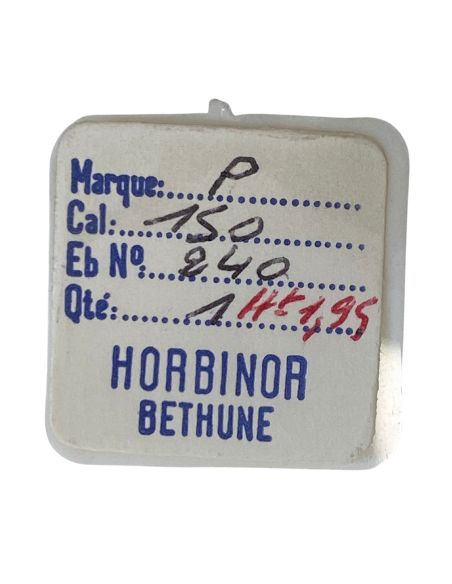 Marque: P
Cal: 150
Eb Nº 240
Qté: 1 Ht 1,95
HORBINOR
BETHUNE